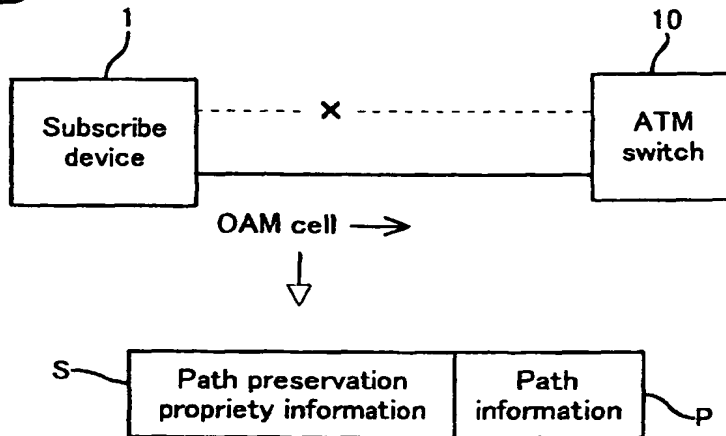 1
10
Subscribe
device
×
ATM
switch
OAM cell
S
Path preservation
propriety information
Path
information
P